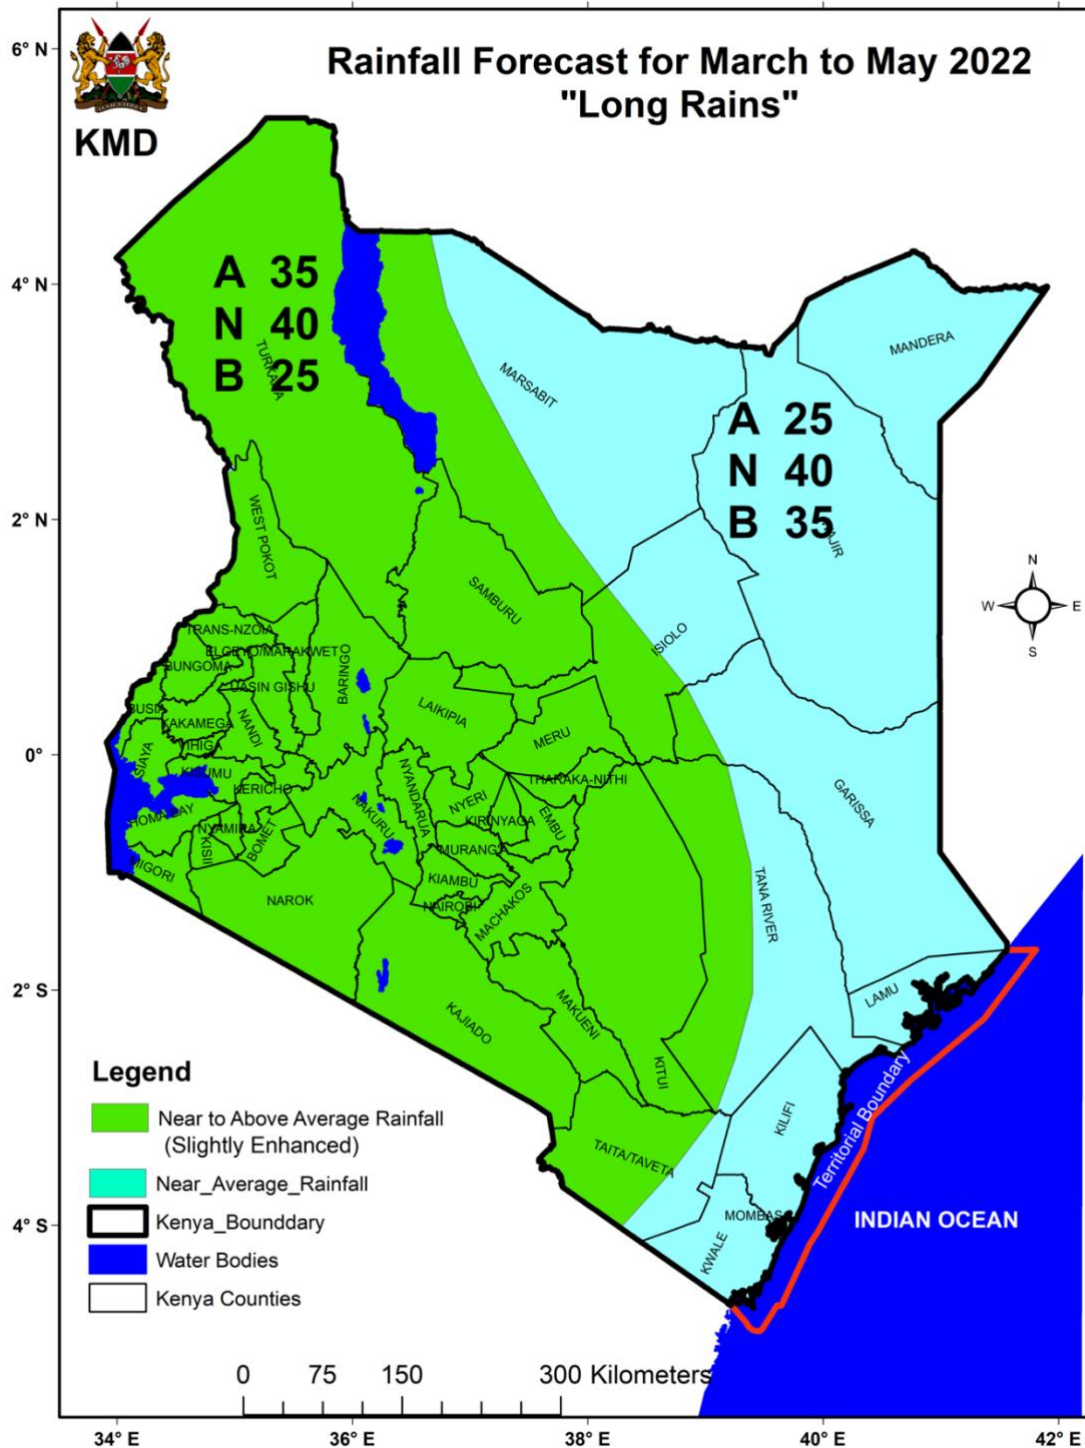 Rainfall Forecast for March to May 2022
"Long Rains"
KMD
6° N
4° N
2° N
0°
2° S
4° S
A 35
N 40
B 25
TURKANA
MARSABIT
MANDERA
A 25
N 40
B 35
WEST POKOT
SAMBURU
ISIOLO
TRANS-NZOIA
ELGEYO/MARAKWET
BUNGOMA
UASIN GISHU
BARINGO
BUSIA
KAKAMEGA
NANDI
LAIKIPIA
MERU
VIHIGA
SIAYA
KISUMU
KERICHO
THARAKA-NITHI
NYANDARUA
NYERI
GARISSA
HOMA BAY
NAKURU
KIRINYAGA
EMBU
NYAMIRA
KISII
BOMET
MURANG'A
MIGORI
KIAMBU
NAROK
NAIROBI
MACHAKOS
TANA RIVER
LAMU
KAJIADO
MAKUENI
KITUI
TAITA/TAVETA
KILIFI
MOMBASA
KWALE
Territorial Boundary
INDIAN OCEAN
N
W E
S
Legend
Near to Above Average Rainfall
(Slightly Enhanced)
Near_Average_Rainfall
Kenya_Bounddary
Water Bodies
Kenya Counties
0 75 150 300 Kilometers
34° E 36° E 38° E 40° E 42° E